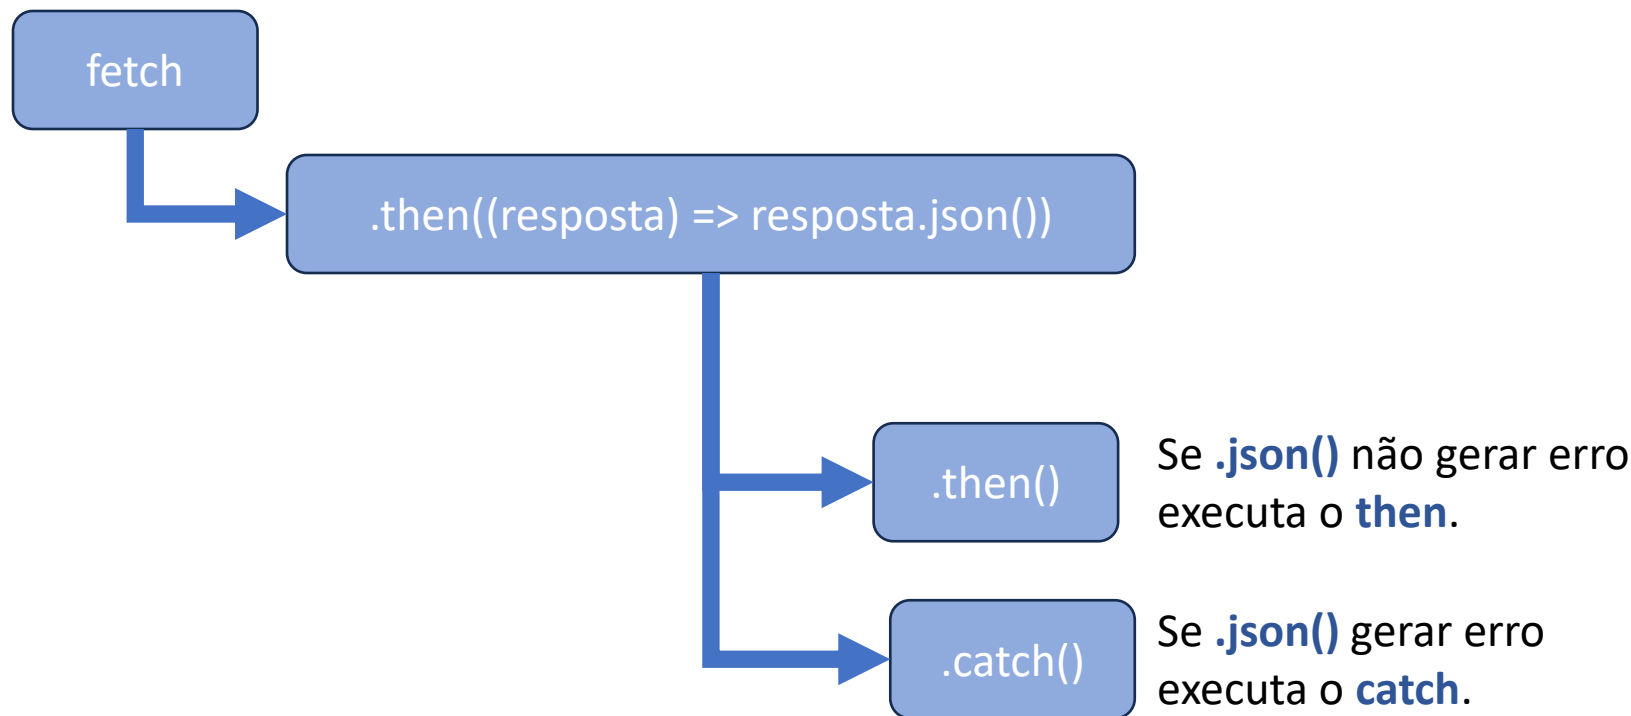 fetch
.then((resposta) => resposta.json())
.then()
Se .json() não gerar erro
executa o then.
.catch()
Se .json() gerar erro
executa o catch.